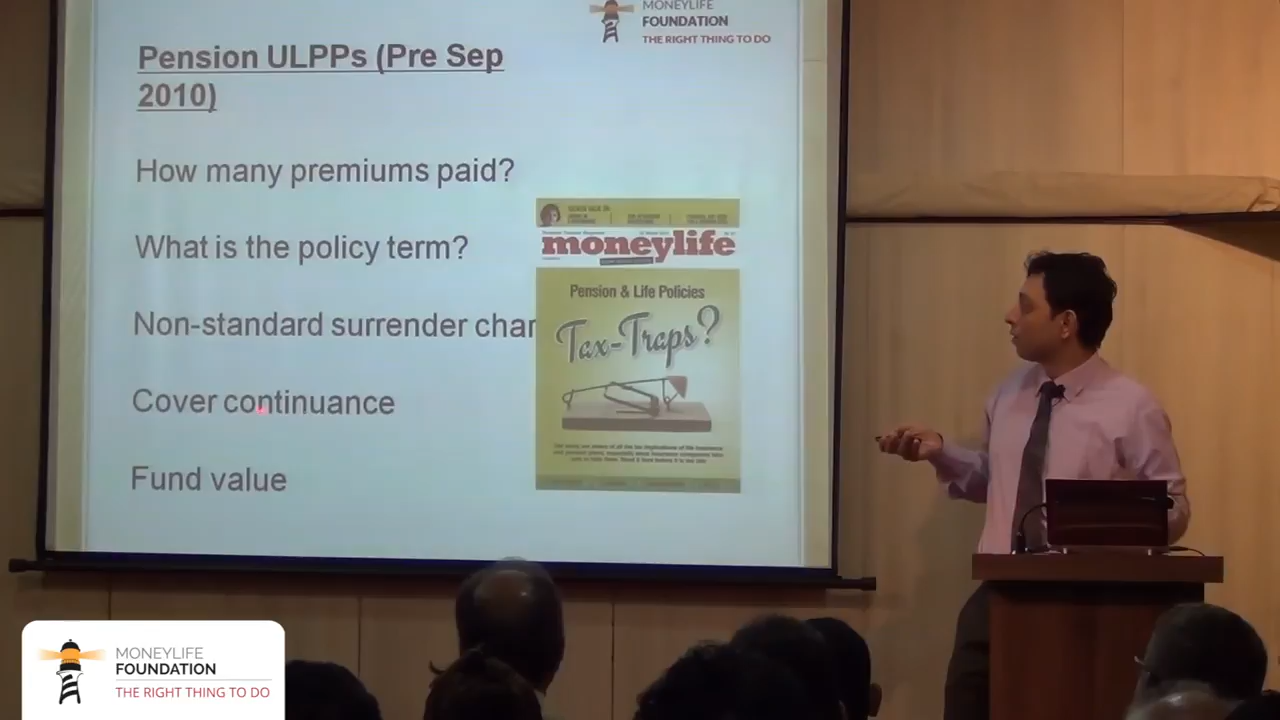 MONEYLIFE
FOUNDATION
THE RIGHT THING TO DO
Pension ULPPs (Pre Sep
2010)
How many premiums paid?
What is the policy term?
Non-standard surrender char
Cover continuance
Fund value
moneylife
Pension & Life Policies
Tax-Traps?
MONEYLIFE
FOUNDATION
THE RIGHT THING TO DO